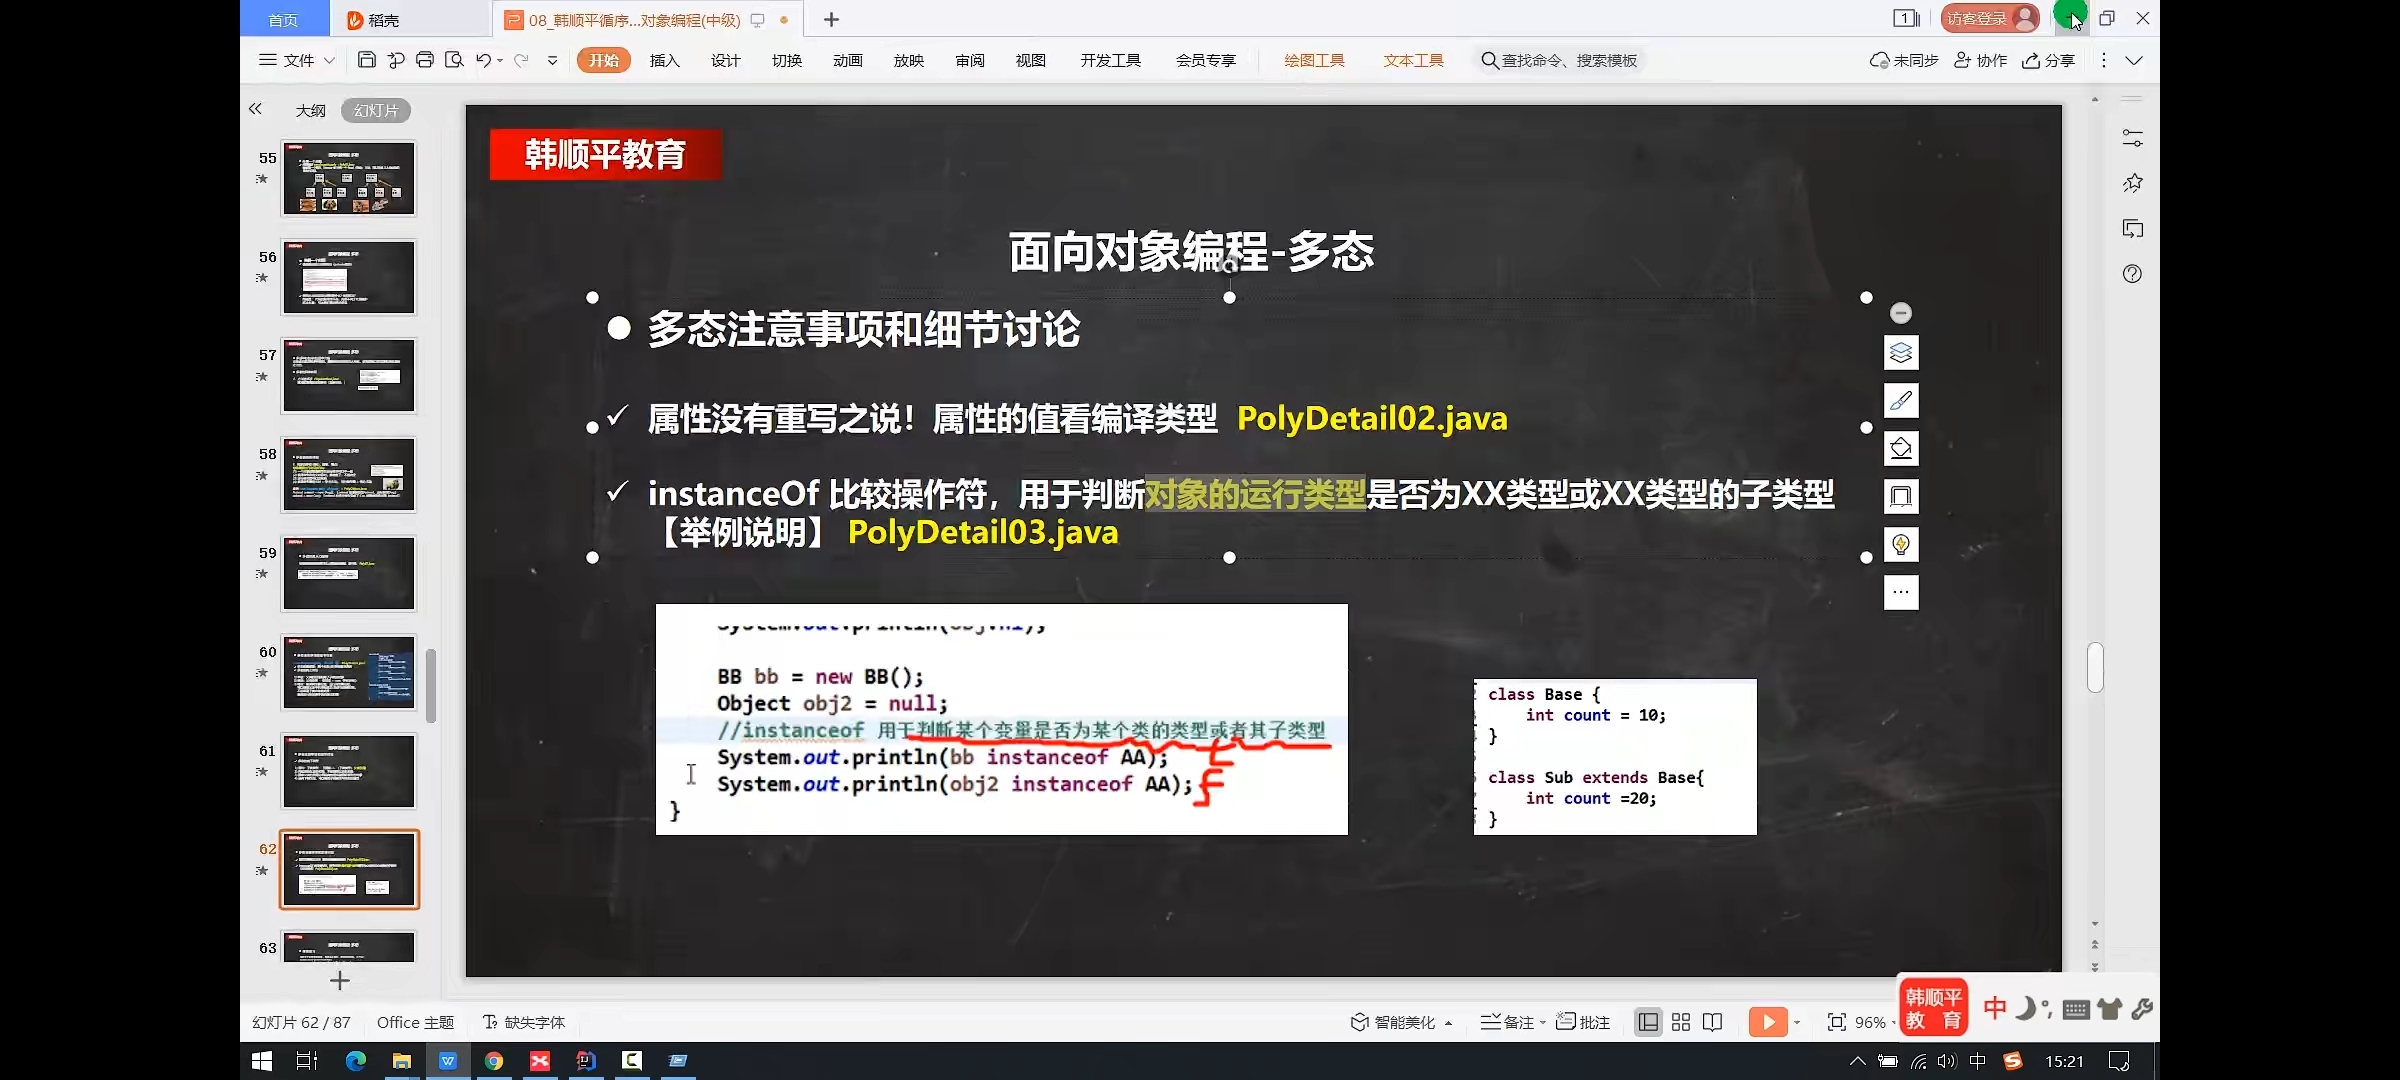 首页
稻壳
08_韩顺平循序...对象编程(中级)
1
访客登录
文件
开始
插入
设计
切换
动画
放映
审阅
视图
开发工具
会员专享
绘图工具
文本工具
查找命令、搜索模板
未同步
协作
分享
大纲
幻灯片
55
56
57
58
59
60
61
62
63
韩顺平教育
面向对象编程-多态
多态注意事项和细节讨论
属性没有重写之说！属性的值看编译类型 PolyDetail02.java
instanceOf 比较操作符，用于判断对象的运行类型是否为XX类型或XX类型的子类型
【举例说明】 PolyDetail03.java
BB bb = new BB();
Object obj2 = null;
//instanceof 用于判断某个变量是否为某个类的类型或者其子类型
System.out.println(bb instanceof AA);
System.out.println(obj2 instanceof AA);
}
class Base {
int count = 10;
}
class Sub extends Base{
int count =20;
}
幻灯片 62 / 87
Office 主题
缺失字体
智能美化
备注
批注
96%
韩顺平
教 育
中
中
15:21